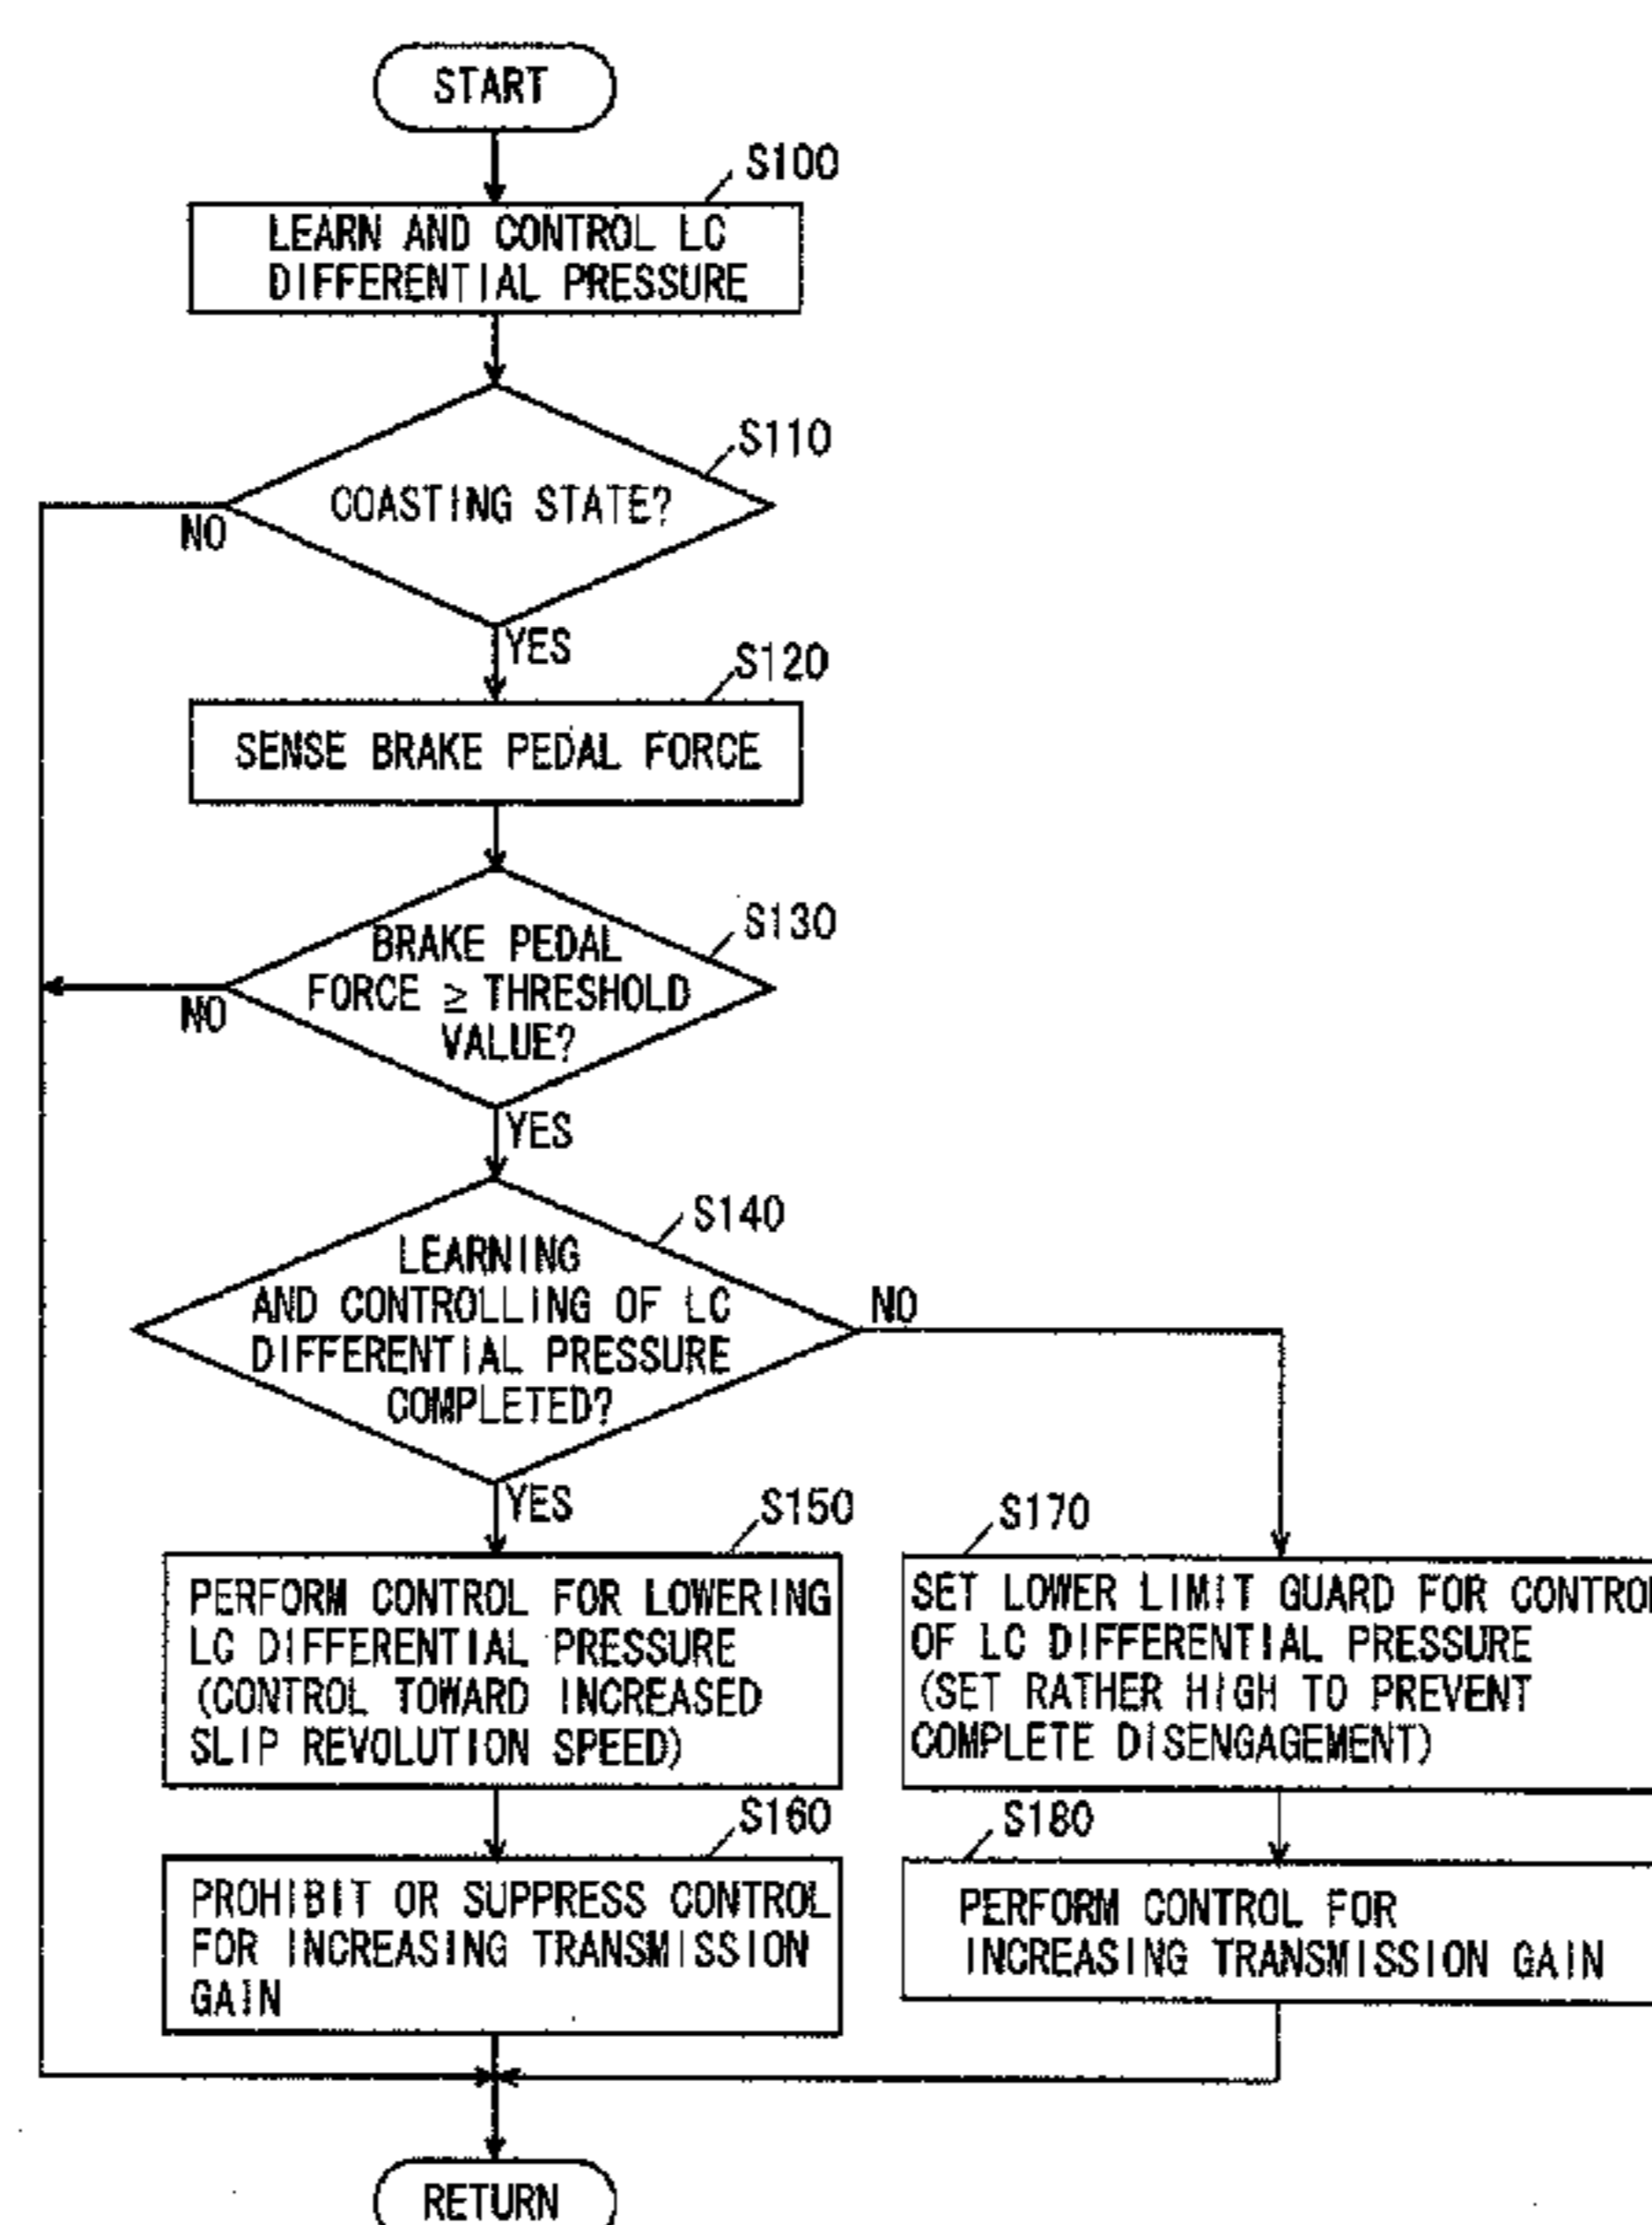 START
S100
LEARN AND CONTROL LC
DIFFERENTIAL PRESSURE
S110
COASTING STATE?
NO
YES
S120
SENSE BRAKE PEDAL FORCE
S130
BRAKE PEDAL
FORCE ≥ THRESHOLD
VALUE?
NO
YES
S140
LEARNING
AND CONTROLLING OF LC
DIFFERENTIAL PRESSURE
COMPLETED?
NO
YES
S150
PERFORM CONTROL FOR LOWERING
LC DIFFERENTIAL PRESSURE
(CONTROL TOWARD INCREASED
SLIP REVOLUTION SPEED)
S170
SET LOWER LIMIT GUARD FOR CONTROL
OF LC DIFFERENTIAL PRESSURE
(SET RATHER HIGH TO PREVENT
COMPLETE DISENGAGEMENT)
S160
PROHIBIT OR SUPPRESS CONTROL
FOR INCREASING TRANSMISSION
GAIN
S180
PERFORM CONTROL FOR
INCREASING TRANSMISSION GAIN
RETURN